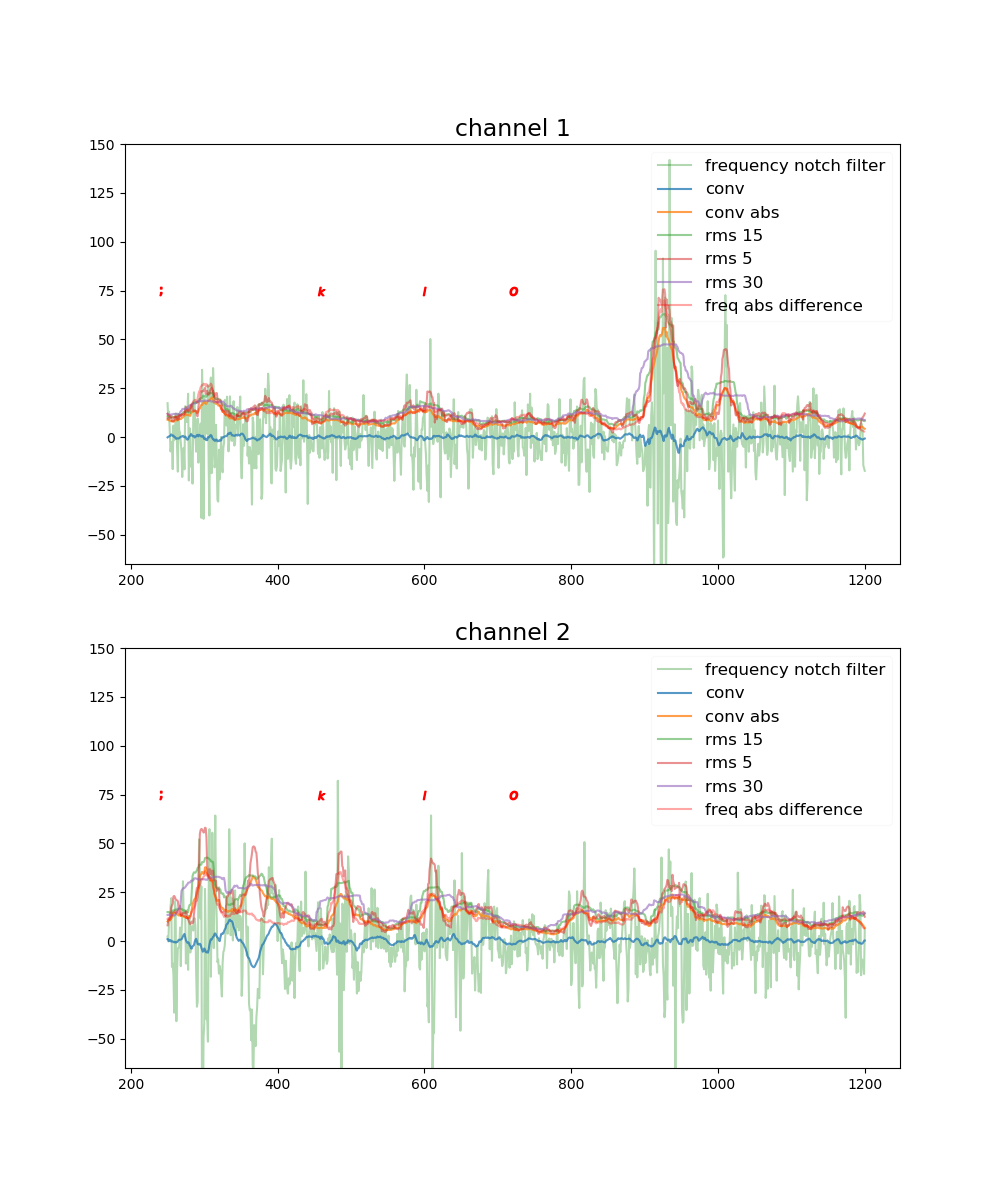 channel 1
150
125
100
75
50
25
0
−25
−50
frequency notch filter
conv
conv abs
rms 15
rms 5
rms 30
freq abs difference
; k l o
200 400 600 800 1000 1200
channel 2
150
125
100
75
50
25
0
−25
−50
frequency notch filter
conv
conv abs
rms 15
rms 5
rms 30
freq abs difference
; k l o
200 400 600 800 1000 1200